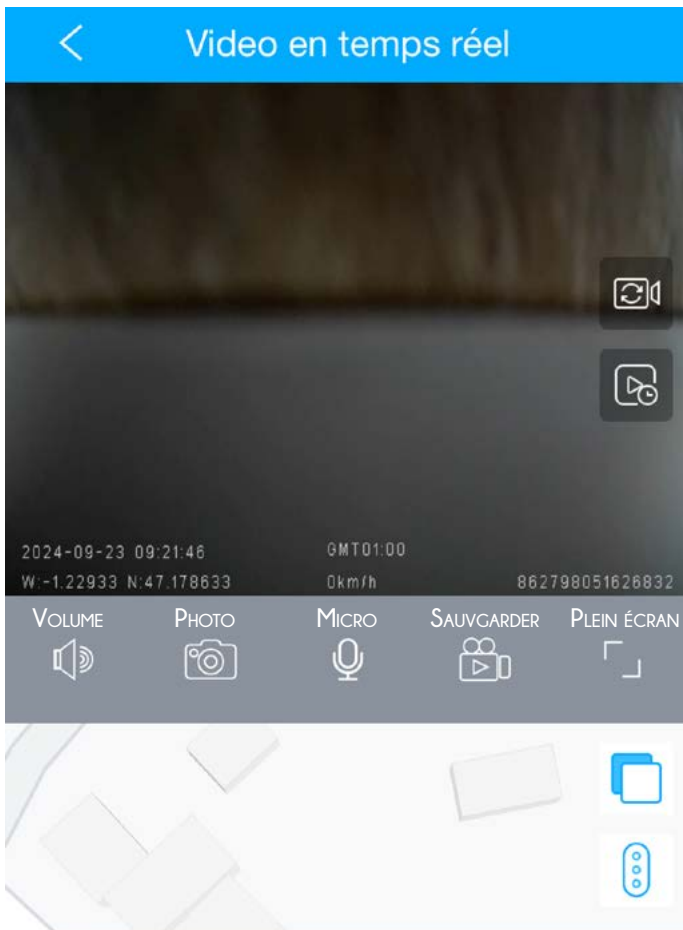 Video en temps réel
2024-09-23 09:21:46 GMT01:00
W:-1.22933 N:47.178633 0km/h 862798051626832
VOLUME PHOTO MICRO SAUVGARDER PLEIN ÉCRAN